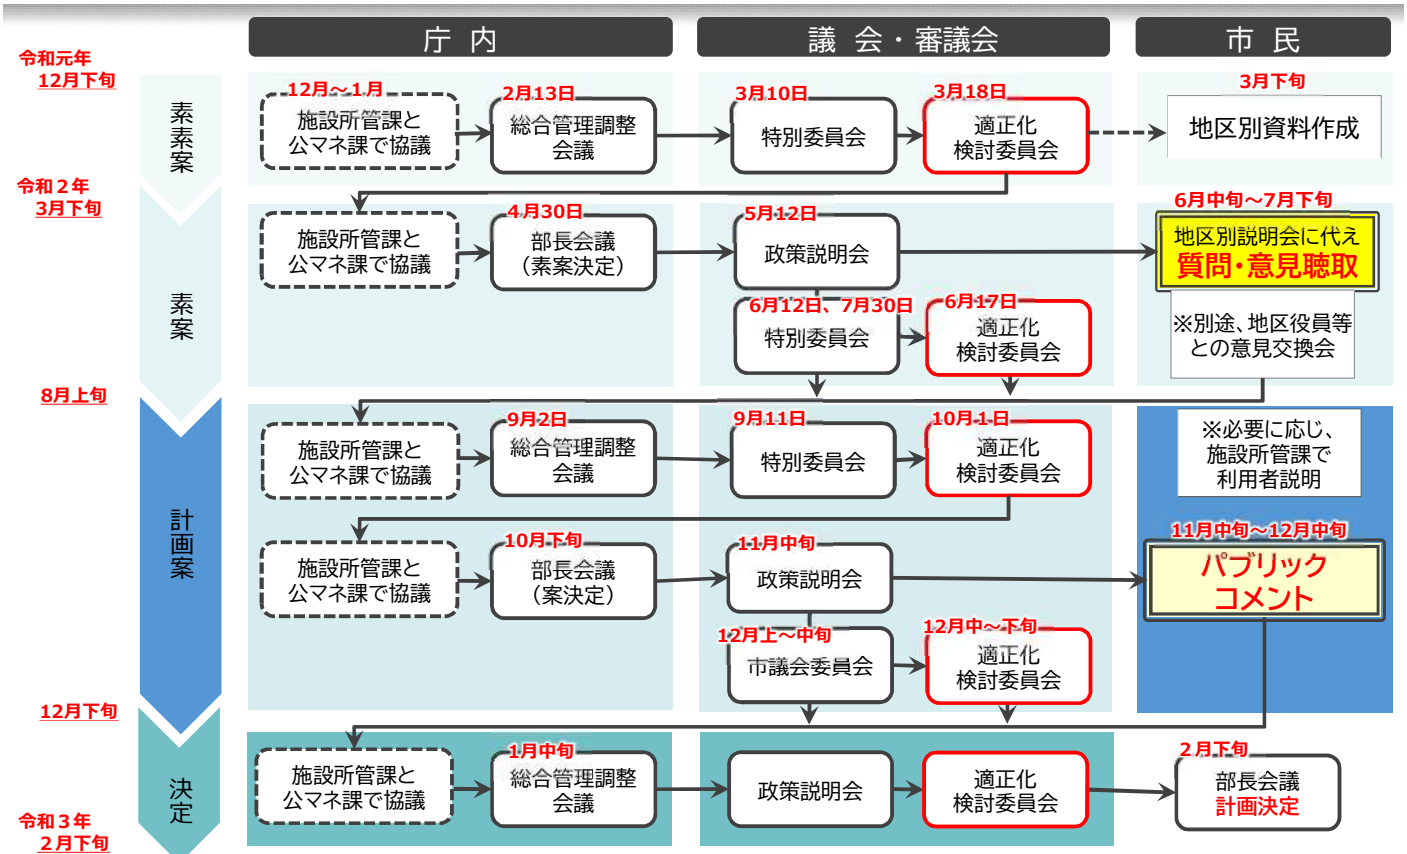 庁 内
議 会・審議会
市 民
令和元年
12月下旬
素素案
12月～１月
施設所管課と
公マネ課で協議
2月13日
総合管理調整
会議
3月10日
特別委員会
3月18日
適正化
検討委員会
3月下旬
地区別資料作成
令和２年
3月下旬
素案
施設所管課と
公マネ課で協議
4月30日
部長会議
（素案決定）
5月12日
政策説明会
6月中旬～7月下旬
地区別説明会に代え
質問・意見聴取
6月12日、7月30日
特別委員会
6月17日
適正化
検討委員会
※別途、地区役員等
との意見交換会
8月上旬
計画案
施設所管課と
公マネ課で協議
9月2日
総合管理調整
会議
9月11日
特別委員会
10月1日
適正化
検討委員会
※必要に応じ、
施設所管課で
利用者説明
施設所管課と
公マネ課で協議
10月下旬
部長会議
（案決定）
11月中旬
政策説明会
11月中旬～12月中旬
パブリック
コメント
12月上～中旬
市議会委員会
12月中～下旬
適正化
検討委員会
12月下旬
決定
施設所管課と
公マネ課で協議
1月中旬
総合管理調整
会議
政策説明会
適正化
検討委員会
２月下旬
部長会議
計画決定
令和３年
２月下旬